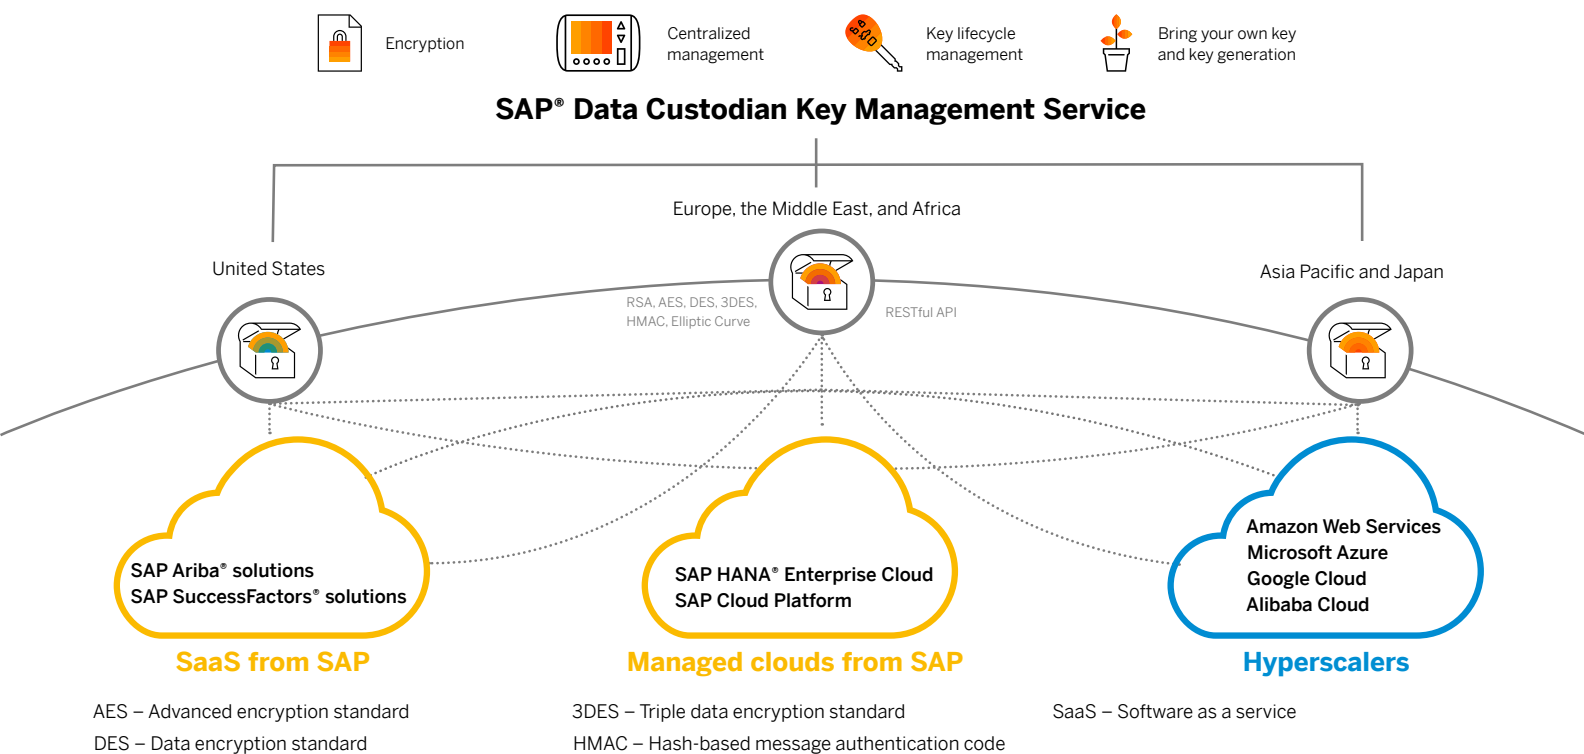 Encryption
Centralized
management
Key lifecycle
management
Bring your own key
and key generation
SAP® Data Custodian Key Management Service
Europe, the Middle East, and Africa
United States
Asia Pacific and Japan
RSA, AES, DES, 3DES,
HMAC, Elliptic Curve
RESTful API
SAP Ariba® solutions
SAP SuccessFactors® solutions
SAP HANA® Enterprise Cloud
SAP Cloud Platform
Amazon Web Services
Microsoft Azure
Google Cloud
Alibaba Cloud
SaaS from SAP
Managed clouds from SAP
Hyperscalers
AES – Advanced encryption standard
DES – Data encryption standard
3DES – Triple data encryption standard
HMAC – Hash-based message authentication code
SaaS – Software as a service